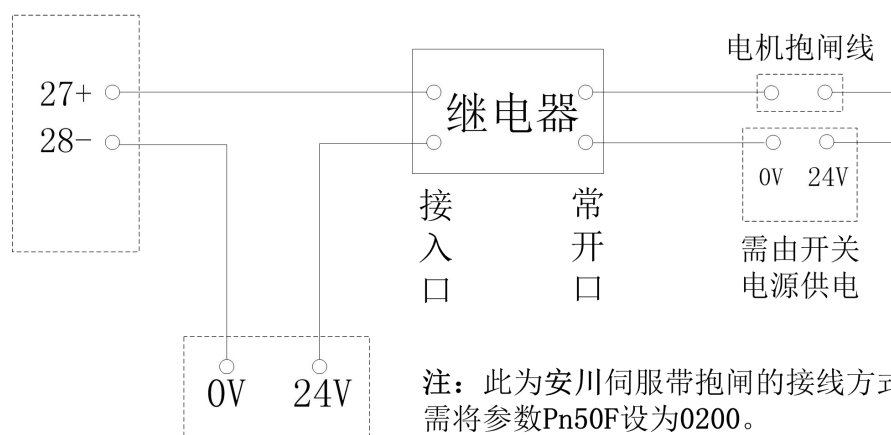 电机抱闸线
27+
28-
继电器
0V 24V
接入口
常开口
需由开关
电源供电
0V 24V
注：此为安川伺服带抱闸的接线方式
需将参数Pn50F设为0200。